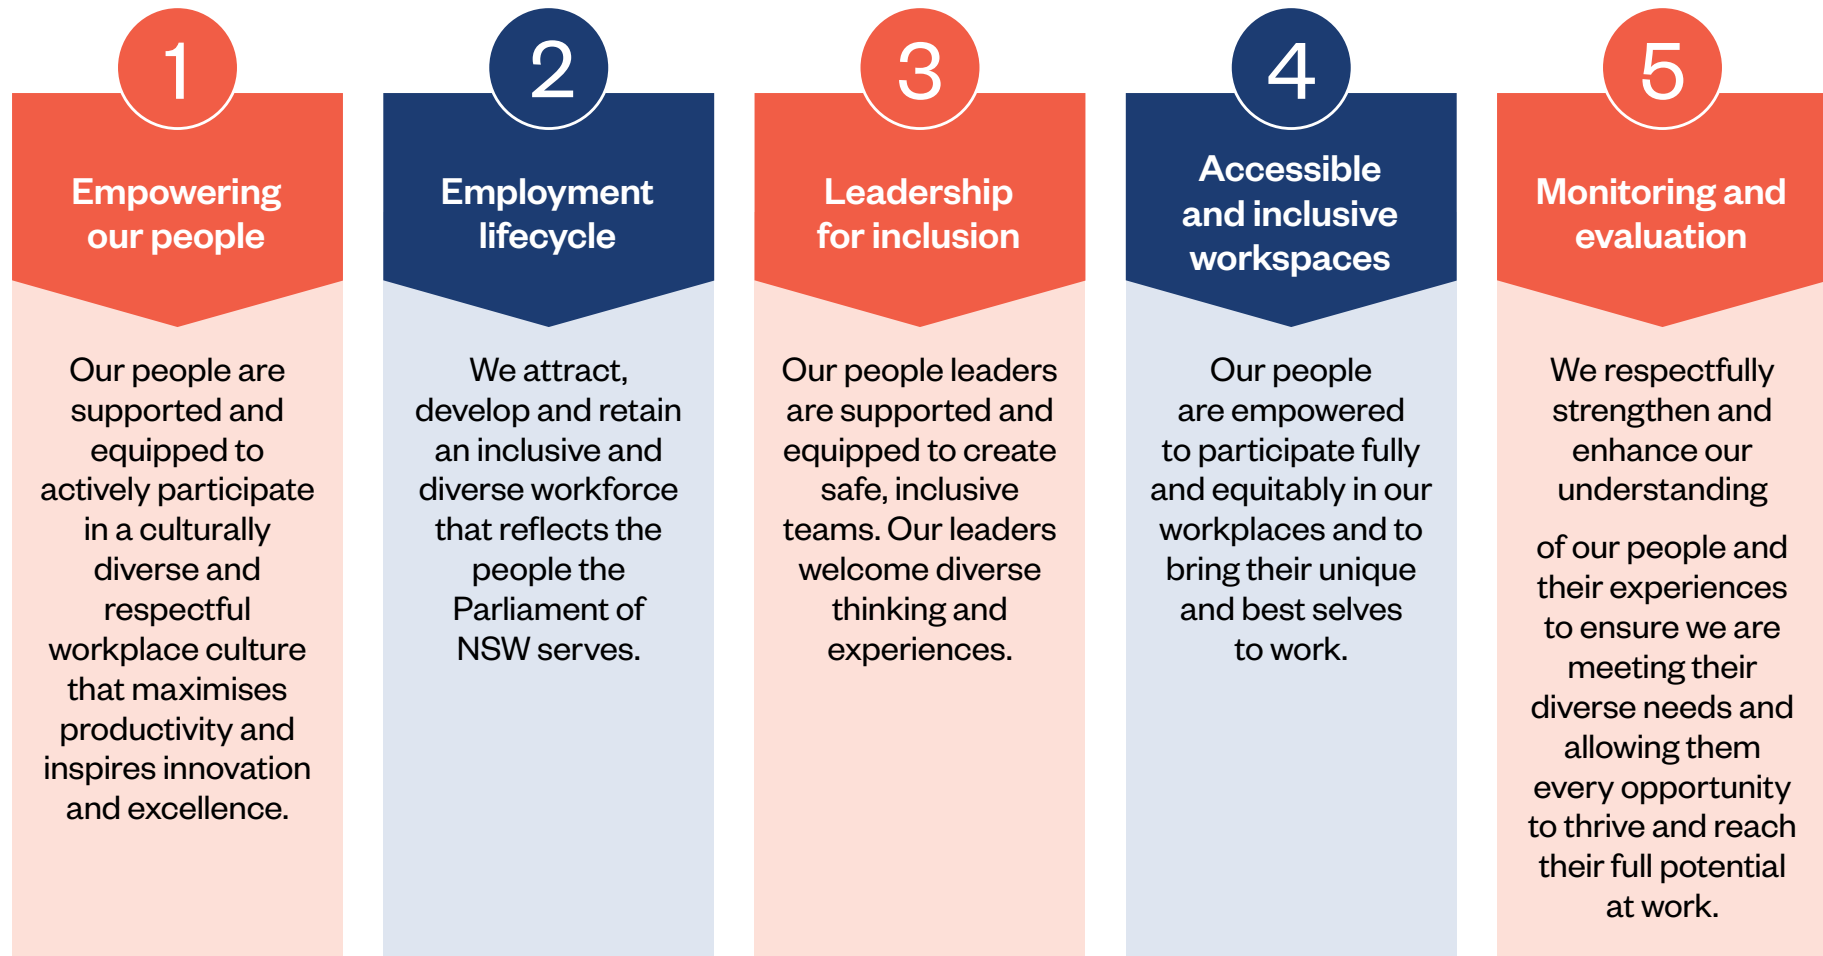 1
Empowering
our people
Our people are
supported and
equipped to
actively participate
in a culturally
diverse and
respectful
workplace culture
that maximises
productivity and
inspires innovation
and excellence.
2
Employment
lifecycle
We attract,
develop and retain
an inclusive and
diverse workforce
that reflects the
people the
Parliament of
NSW serves.
3
Leadership
for inclusion
Our people leaders
are supported and
equipped to create
safe, inclusive
teams. Our leaders
welcome diverse
thinking and
experiences.
4
Accessible
and inclusive
workspaces
Our people
are empowered
to participate fully
and equitably in our
workplaces and to
bring their unique
and best selves
to work.
5
Monitoring and
evaluation
We respectfully
strengthen and
enhance our
understanding
of our people and
their experiences
to ensure we are
meeting their
diverse needs and
allowing them
every opportunity
to thrive and reach
their full potential
at work.